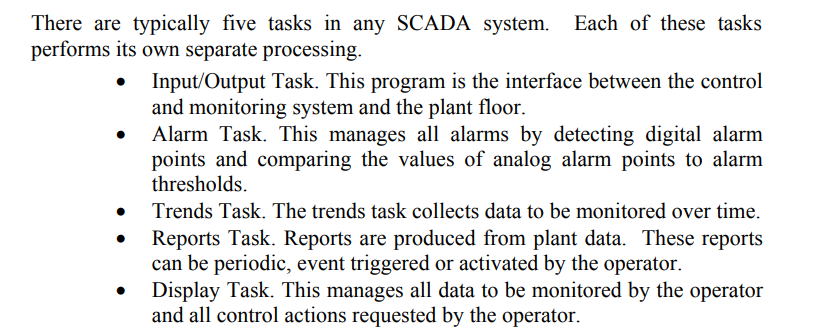 There are typically five tasks in any SCADA system. Each of these tasks
performs its own separate processing.
• Input/Output Task. This program is the interface between the control
and monitoring system and the plant floor.
• Alarm Task. This manages all alarms by detecting digital alarm
points and comparing the values of analog alarm points to alarm
thresholds.
• Trends Task. The trends task collects data to be monitored over time.
• Reports Task. Reports are produced from plant data. These reports
can be periodic, event triggered or activated by the operator.
• Display Task. This manages all data to be monitored by the operator
and all control actions requested by the operator.